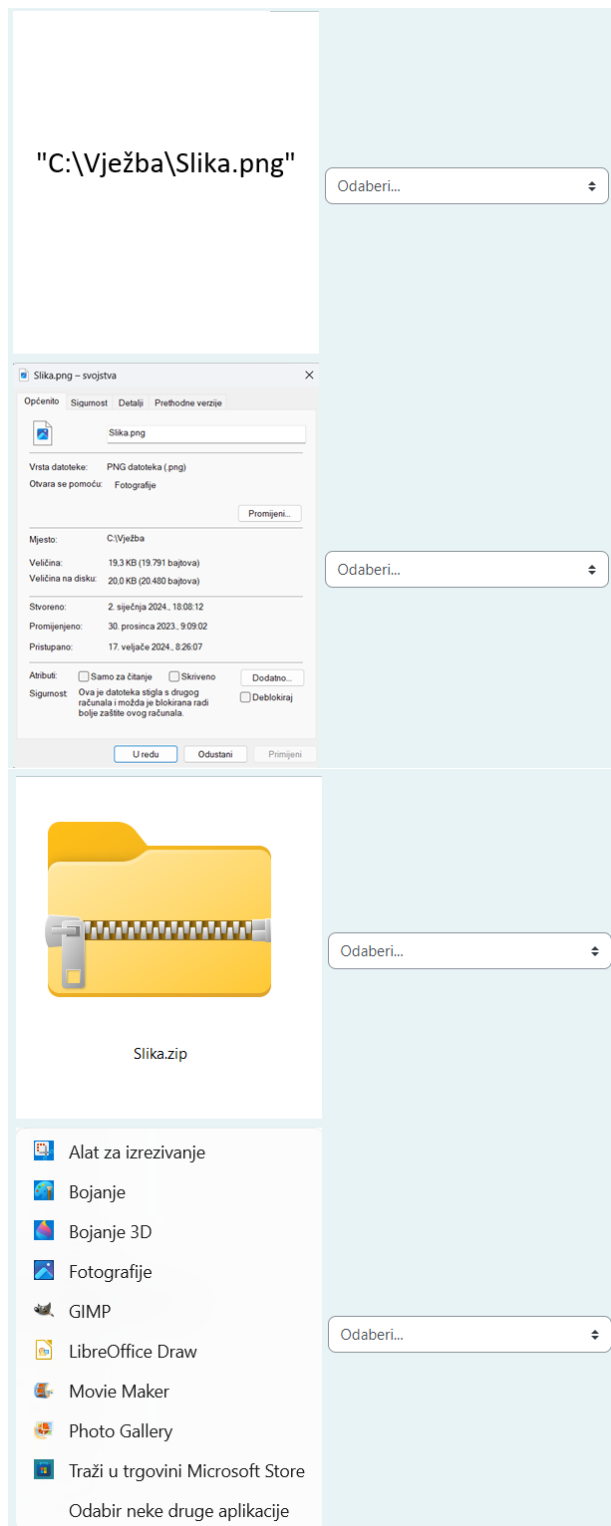 "C:\Vježba\Slika.png"
Odaberi...
Slika.png – svojstva
Općenito Sigurnost Detalji Prethodne verzije
Slika.png
Vrsta datoteke: PNG datoteka (.png)
Otvara se pomoću: Fotografije
Promijeni...
Mjesto: C:\Vježba
Veličina: 19,3 KB (19.791 bajtova)
Veličina na disku: 20,0 KB (20.480 bajtova)
Odaberi...
Stvoreno: 2. siječnja 2024., 18:08:12
Promijenjeno: 30. prosinca 2023., 9:09:02
Pristupano: 17. veljače 2024., 8:26:07
Atributi: Samo za čitanje Skriveno Dodatno...
Sigurnost: Ova je datoteka stigla s drugog
računala i možda je blokirana radi
bolje zaštite ovog računala.
Deblokiraj
U redu Odustani Primijeni
Odaberi...
Slika.zip
Alat za izrezivanje
Bojanje
Bojanje 3D
Fotografije
GIMP
Odaberi...
LibreOffice Draw
Movie Maker
Photo Gallery
Traži u trgovini Microsoft Store
Odabir neke druge aplikacije